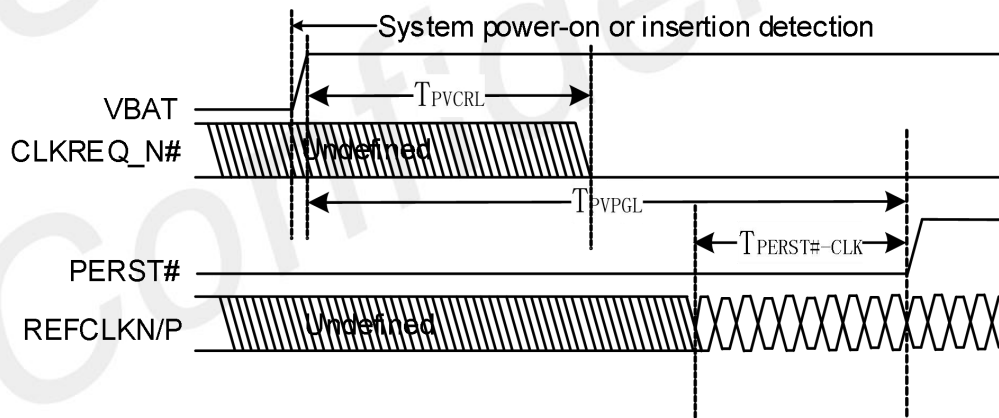 System power-on or insertion detection
VBAT
TPVCRL
CLKREQ_N#
Undefined
TPVPGL
TPERST#-CLK
PERST#
REFCLKN/P
Undefined